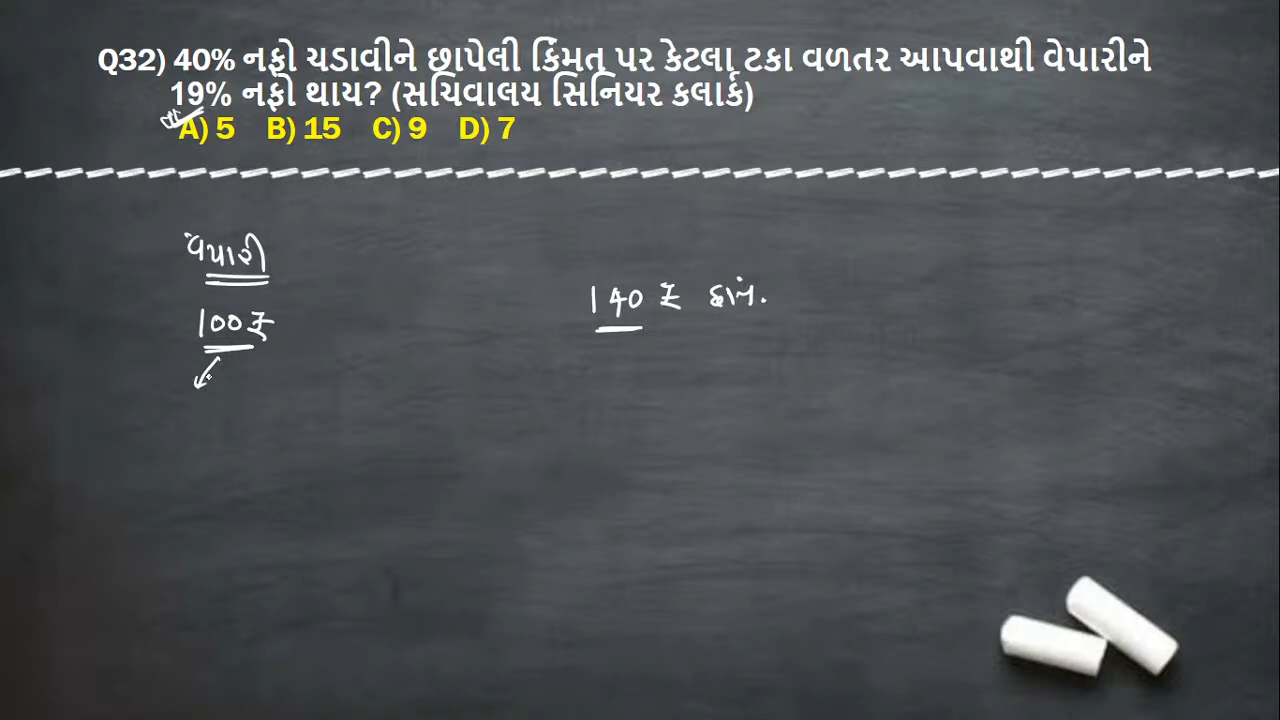 Q32) 40% નફો ચડાવીને છાપેલી કિંમત પર કેટલા ટકા વળતર આપવાથી વેપારીને
19% નફો થાય? (સચિવાલય સિનિયર કલાર્ક)
A) 5 B) 15 C) 9 D) 7
વેપારી
140 ₹
100 ₹